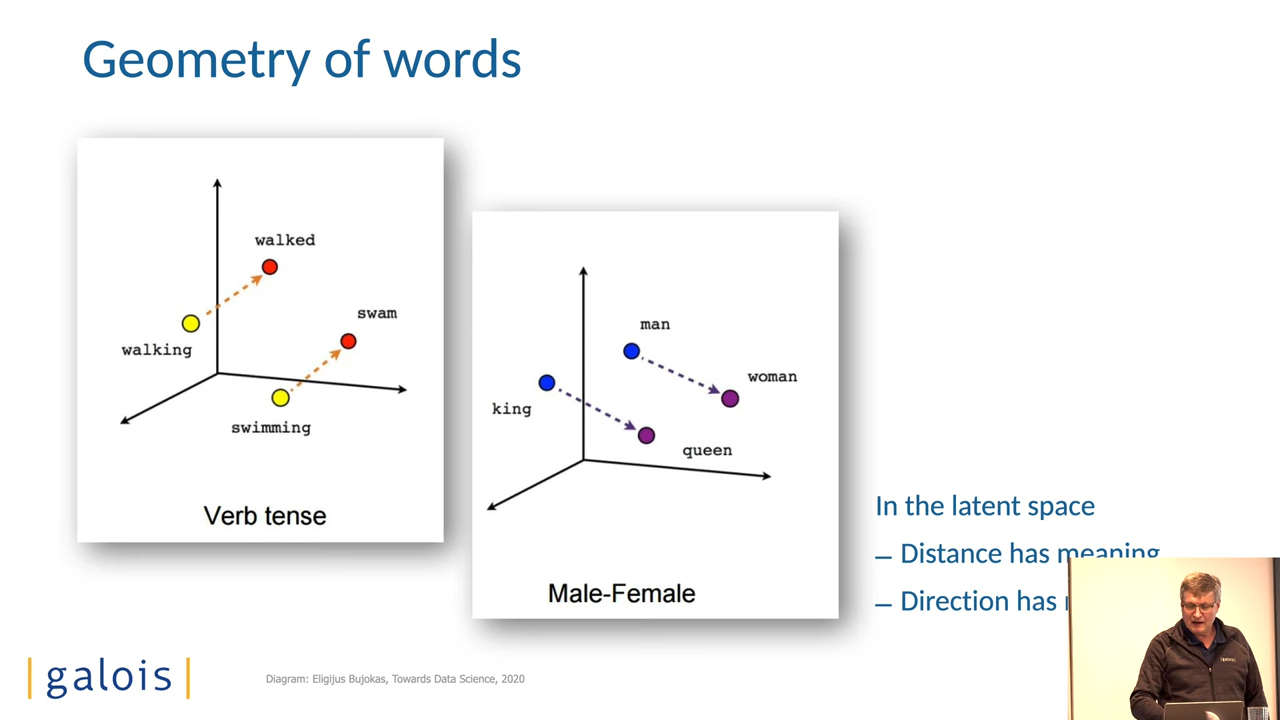 Geometry of words
walked
swam
walking
swimming
Verb tense
man
woman
king
queen
Male-Female
In the latent space
– Distance has meaning
– Direction has
galois
Diagram: Eligijus Bujokas, Towards Data Science, 2020